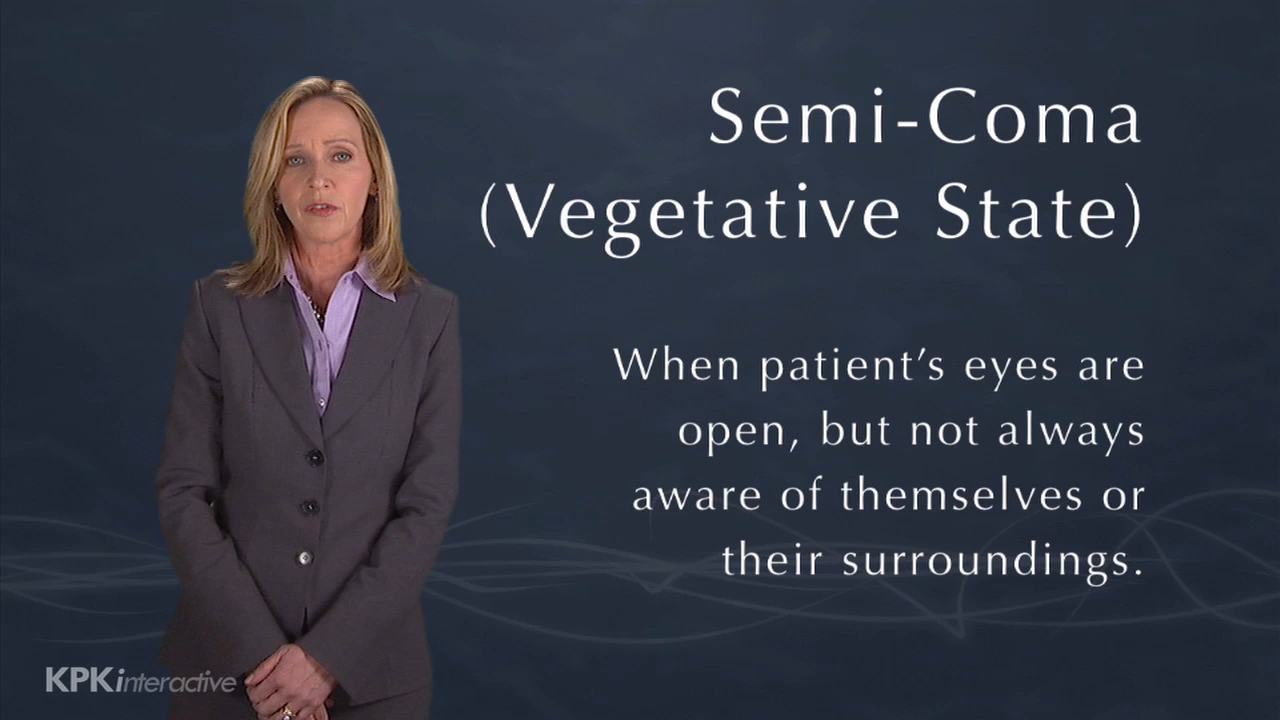 Semi-Coma
(Vegetative State)
When patient’s eyes are
open, but not always
aware of themselves or
their surroundings.
KPKinteractive